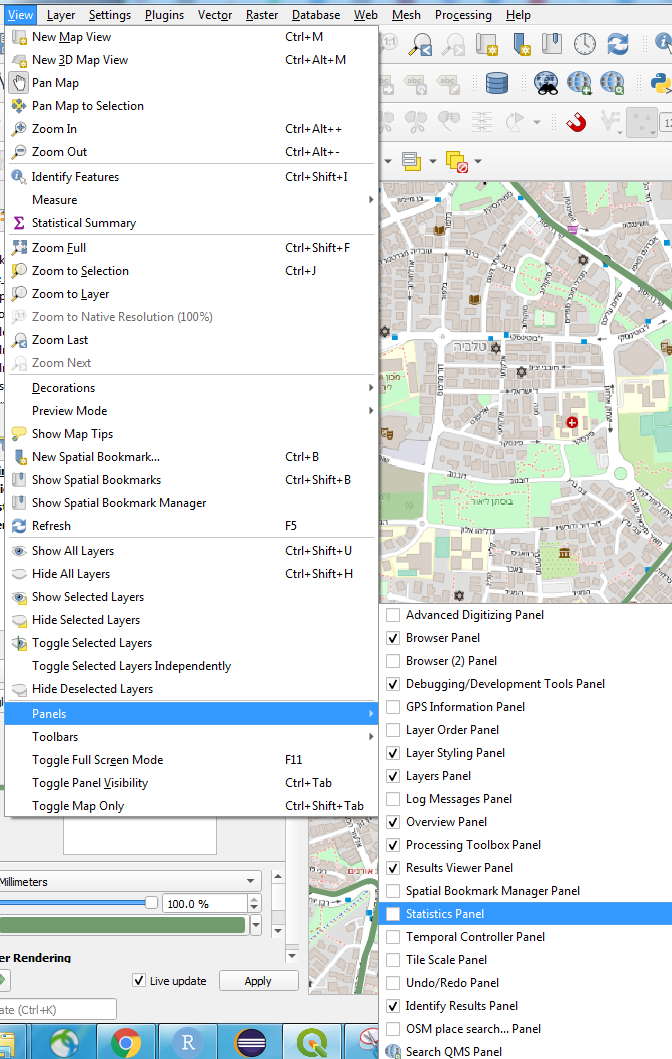 View Layer Settings Plugins Vector Raster Database Web Mesh Processing Help
New Map View Ctrl+M
New 3D Map View Ctrl+Alt+M
Pan Map
Pan Map to Selection
Zoom In Ctrl+Alt++
Zoom Out Ctrl+Alt+-
Identify Features Ctrl+Shift+I
Measure
Statistical Summary
Zoom Full Ctrl+Shift+F
Zoom to Selection Ctrl+J
Zoom to Layer
Zoom to Native Resolution (100%)
Zoom Last
Zoom Next
Decorations
Preview Mode
Show Map Tips
New Spatial Bookmark... Ctrl+B
Show Spatial Bookmarks Ctrl+Shift+B
Show Spatial Bookmark Manager
Refresh F5
Show All Layers Ctrl+Shift+U
Hide All Layers Ctrl+Shift+H
Show Selected Layers
Hide Selected Layers
Toggle Selected Layers
Toggle Selected Layers Independently
Hide Deselected Layers
Panels
Toolbars
Toggle Full Screen Mode F11
Toggle Panel Visibility Ctrl+Tab
Toggle Map Only Ctrl+Shift+Tab
טלביה
בוסתן ליאור
Advanced Digitizing Panel
Browser Panel
Browser (2) Panel
Debugging/Development Tools Panel
GPS Information Panel
Layer Order Panel
Layer Styling Panel
Layers Panel
Log Messages Panel
Overview Panel
Processing Toolbox Panel
Results Viewer Panel
Spatial Bookmark Manager Panel
Statistics Panel
Temporal Controller Panel
Tile Scale Panel
Undo/Redo Panel
Identify Results Panel
OSM place search... Panel
Search QMS Panel
Millimeters
100.0 %
er Rendering
Live update Apply
ate (Ctrl+K)